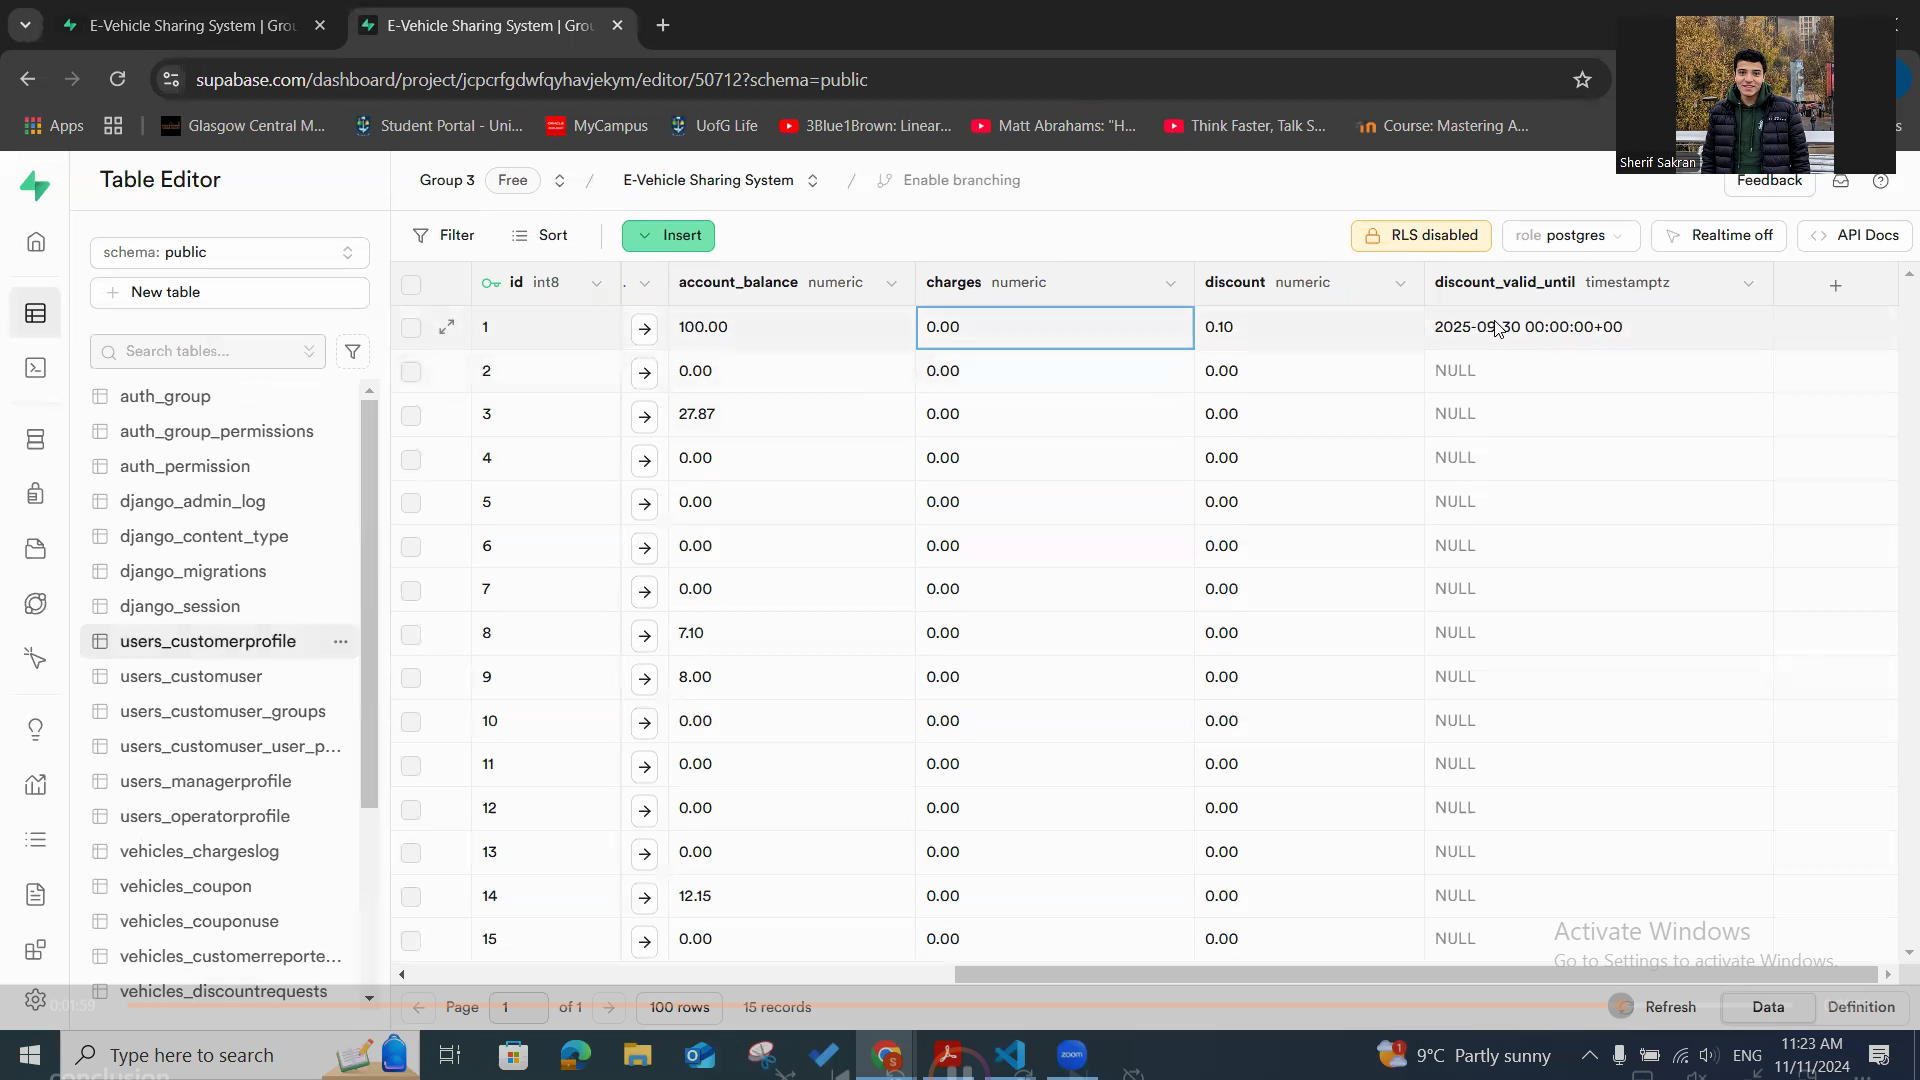 E-Vehicle Sharing System | Gro
E-Vehicle Sharing System | Gro
supabase.com/dashboard/project/jcpcrfgdwfqyhavjekym/editor/50712?schema=public
Apps
Glasgow Central M...
Student Portal - Uni...
MyCampus
UofG Life
3Blue1Brown: Linear...
Matt Abrahams: "H...
Think Faster, Talk S...
Course: Mastering A...
Sherif Sakran
Table Editor
Group 3 Free / E-Vehicle Sharing System / Enable branching
Feedback
schema: public
New table
Search tables...
auth_group
auth_group_permissions
auth_permission
django_admin_log
django_content_type
django_migrations
django_session
users_customerprofile
users_customuser
users_customuser_groups
users_customuser_user_p...
users_managerprofile
users_operatorprofile
vehicles_chargeslog
vehicles_coupon
vehicles_couponuse
vehicles_customerreporte...
vehicles_discountrequests
Filter Sort Insert RLS disabled role postgres Realtime off API Docs
id int8 . account_balance numeric charges numeric discount numeric discount_valid_until timestamptz
1 100.00 0.00 0.10 2025-09-30 00:00:00+00
2 0.00 0.00 0.00 NULL
3 27.87 0.00 0.00 NULL
4 0.00 0.00 0.00 NULL
5 0.00 0.00 0.00 NULL
6 0.00 0.00 0.00 NULL
7 0.00 0.00 0.00 NULL
8 7.10 0.00 0.00 NULL
9 8.00 0.00 0.00 NULL
10 0.00 0.00 0.00 NULL
11 0.00 0.00 0.00 NULL
12 0.00 0.00 0.00 NULL
13 0.00 0.00 0.00 NULL
14 12.15 0.00 0.00 NULL
15 0.00 0.00 0.00 NULL
Activate Windows
Go to Settings to activate Windows.
0:01:59
Page 1 of 1 100 rows 15 records Refresh Data Definition
Type here to search
zoom
1
9°C Partly sunny
ENG
11:23 AM
11/11/2024
conclusion